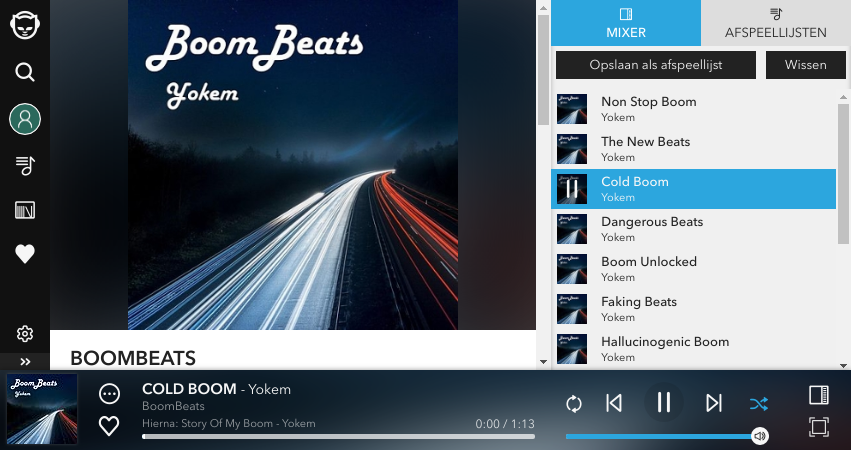 Boom Beats
Yokem
BOOMBEATS
MIXER
AFSPEELLIJSTEN
Opslaan als afspeellijst
Wissen
Non Stop Boom
Yokem
The New Beats
Yokem
Cold Boom
Yokem
Dangerous Beats
Yokem
Boom Unlocked
Yokem
Faking Beats
Yokem
Hallucinogenic Boom
Yokem
Boom Beats
Yokem
COLD BOOM - Yokem
BoomBeats
Hierna: Story Of My Boom - Yokem
0:00 / 1:13